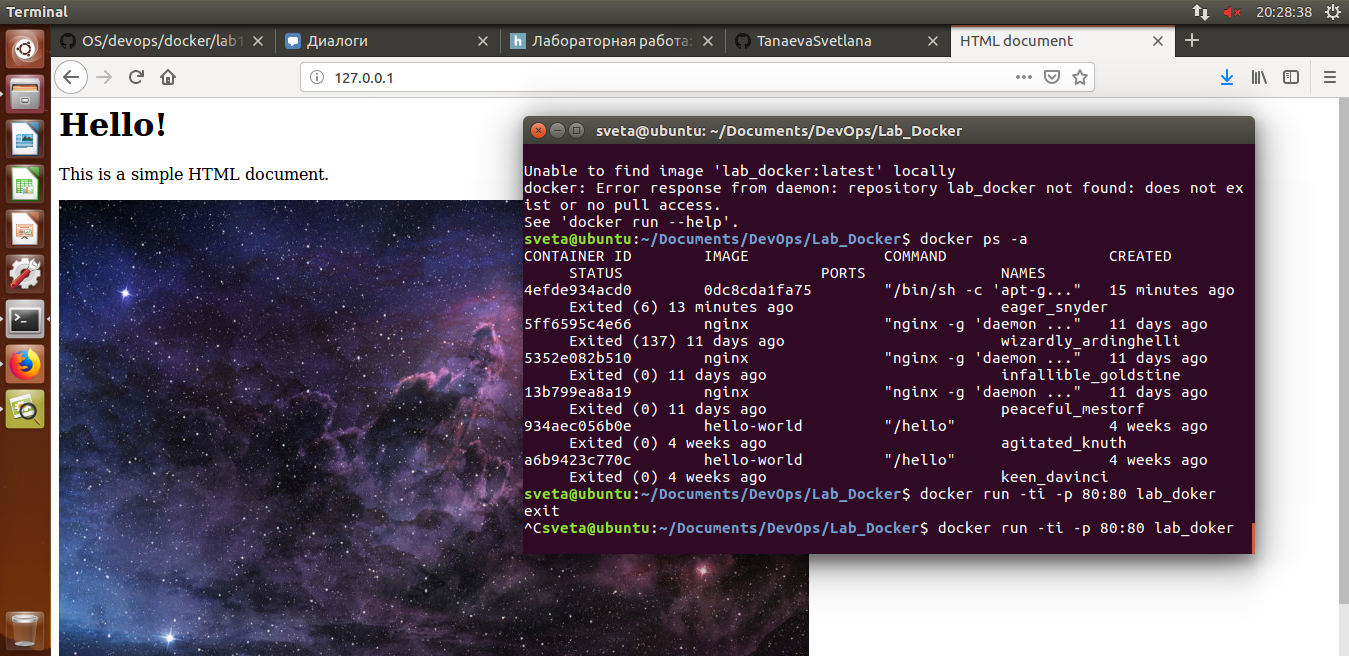 Terminal
20:28:38
OS/devops/docker/lab1
Диалоги
Лабораторная работа:
TanaevaSvetlana
HTML document
127.0.0.1
Hello!
This is a simple HTML document.
sveta@ubuntu: ~/Documents/DevOps/Lab_Docker
Unable to find image 'lab_docker:latest' locally
docker: Error response from daemon: repository lab_docker not found: does not ex
ist or no pull access.
See 'docker run --help'.
sveta@ubuntu:~/Documents/DevOps/Lab_Docker$ docker ps -a
CONTAINER ID        IMAGE               COMMAND                  CREATED
     STATUS                      PORTS               NAMES
4efde934acd0        0dc8cda1fa75        "/bin/sh -c 'apt-g..."   15 minutes ago
     Exited (6) 13 minutes ago                       eager_snyder
5ff6595c4e66        nginx               "nginx -g 'daemon ..."   11 days ago
     Exited (137) 11 days ago                        wizardly_ardinghelli
5352e082b510        nginx               "nginx -g 'daemon ..."   11 days ago
     Exited (0) 11 days ago                          infallible_goldstine
13b799ea8a19        nginx               "nginx -g 'daemon ..."   11 days ago
     Exited (0) 11 days ago                          peaceful_mestorf
934aec056b0e        hello-world         "/hello"                 4 weeks ago
     Exited (0) 4 weeks ago                          agitated_knuth
a6b9423c770c        hello-world         "/hello"                 4 weeks ago
     Exited (0) 4 weeks ago                          keen_davinci
sveta@ubuntu:~/Documents/DevOps/Lab_Docker$ docker run -ti -p 80:80 lab_doker
exit
^Csveta@ubuntu:~/Documents/DevOps/Lab_Docker$ docker run -ti -p 80:80 lab_doker